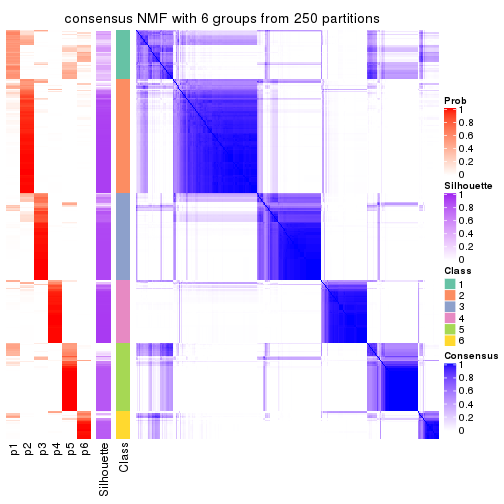 consensus NMF with 6 groups from 250 partitions
Prob
1
0.8
0.6
0.4
0.2
0
Silhouette
1
0.8
0.6
0.4
0.2
0
Class
1
2
3
4
5
6
Consensus
1
0.8
0.6
0.4
0.2
0
p1
p2
p3
p4
p5
p6
Silhouette
Class